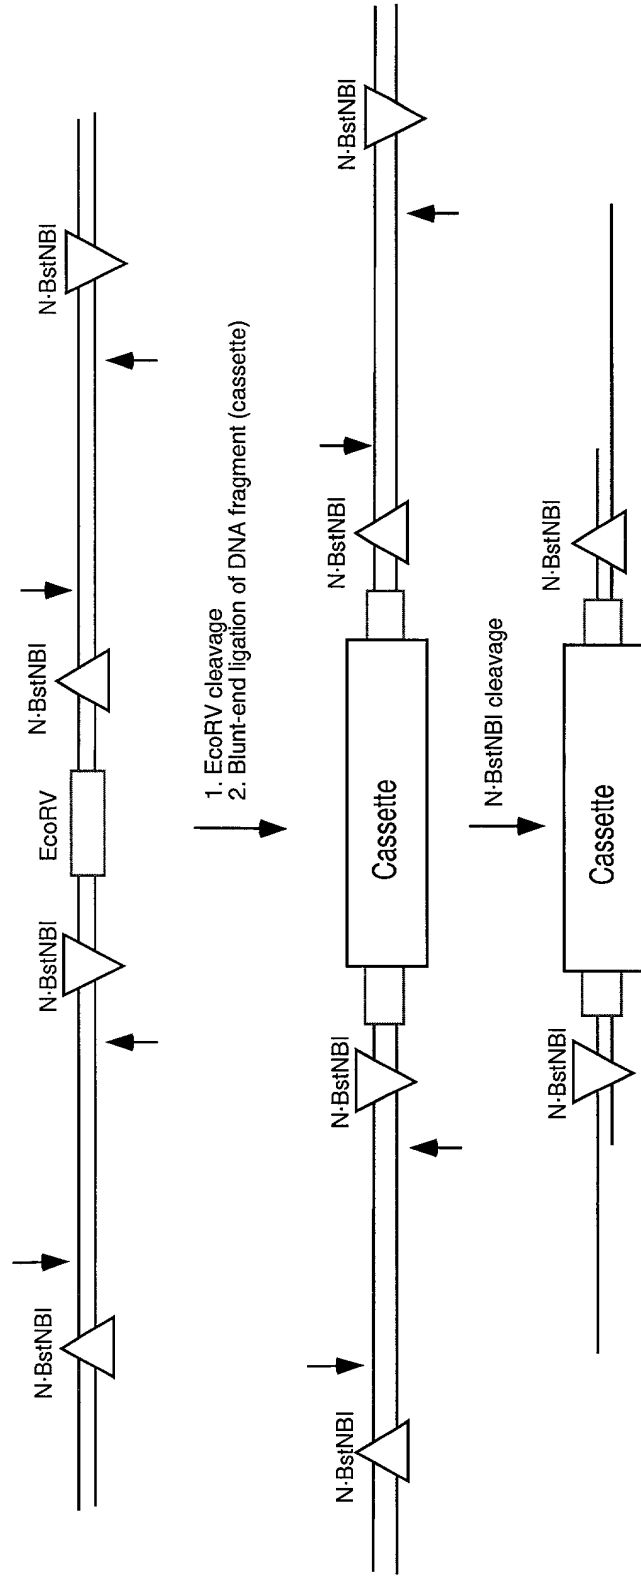 N·BstNBI
N·BstNBI
EcoRV
N·BstNBI
N·BstNBI
1. EcoRV cleavage
2. Blunt-end ligation of DNA fragment (cassette)
N·BstNBI
N·BstNBI
Cassette
N·BstNBI
N·BstNBI
N·BstNBI cleavage
N·BstNBI
Cassette
N·BstNBI